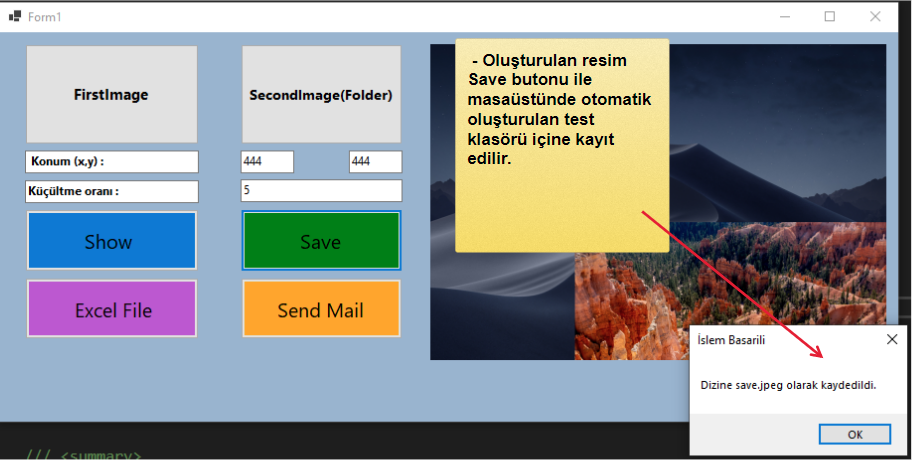 Form1
FirstImage
SecondImage(Folder)
- Oluşturulan resim
Save butonu ile
masaüstünde otomatik
oluşturulan test
klasörü içine kayıt
edilir.
Konum (x,y) :
444
444
Küçültme oranı :
5
Show
Save
Excel File
Send Mail
İslem Basarili
Dizine save.jpeg olarak kaydedildi.
OK
/// <summary>